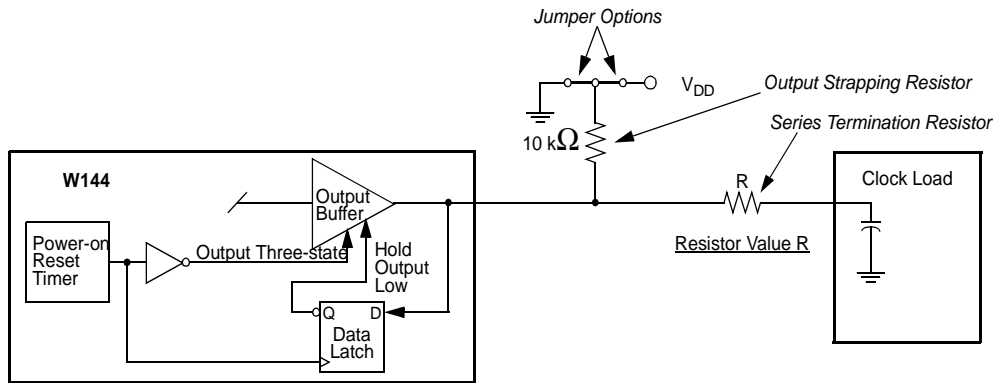 Jumper Options
V_DD
Output Strapping Resistor
10 kΩ
Series Termination Resistor
W144
Output
Buffer
R
Clock Load
Power-on
Reset
Timer
Output Three-state
Hold
Output
Low
Resistor Value R
Q
D
Data
Latch